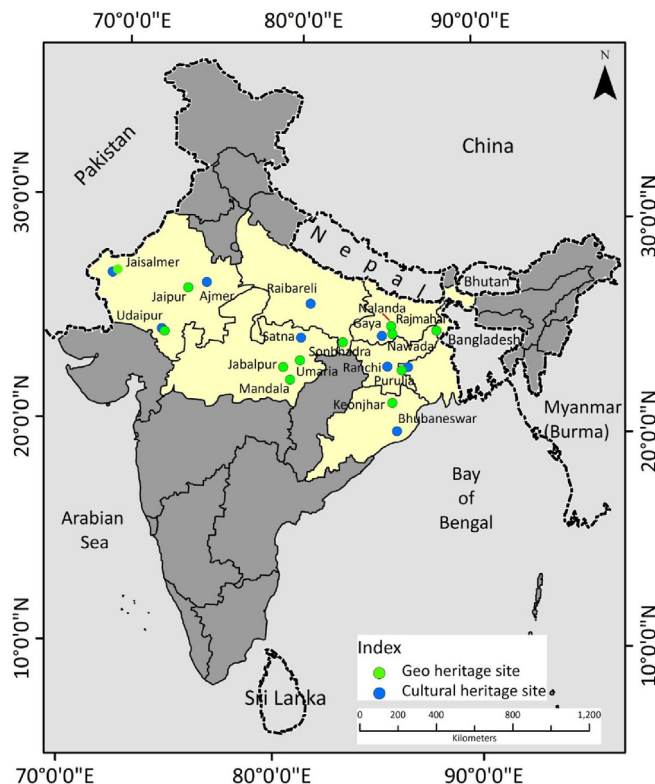 70°0'0"E 80°0'0"E 90°0'0"E
N
Pakistan
China
30°0'0"N 30°0'0"N
Nepal
Jaisalmer
Bhutan
Raibareli
Jaipur Ajmer
Nalanda
Rajmahal
Udaipur
Gaya
Bangladesh
Satna
Sonbhadra
Nawada
Jabalpur
Umaria
Ranchi
Mandala
Purulia
Keonjhar
Myanmar
(Burma)
20°0'0"N 20°0'0"N
Bhubaneswar
Arabian
Sea
Bay
of
Bengal
Index
Geo heritage site
Cultural heritage site
10°0'0"N 10°0'0"N
0 200 400 800 1,200
Kilometers
Sri Lanka
70°0'0"E 80°0'0"E 90°0'0"E